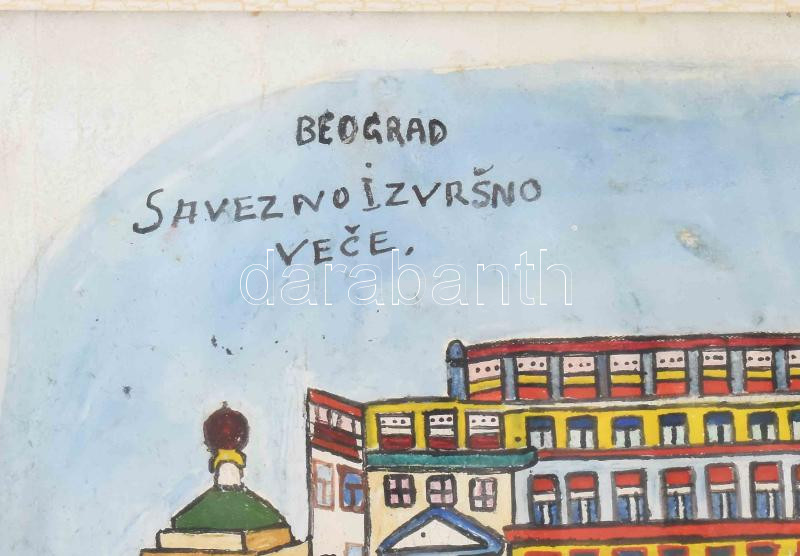 BEOGRAD
SAVEZNO IZVRŠNO
VEČE.
darabanth